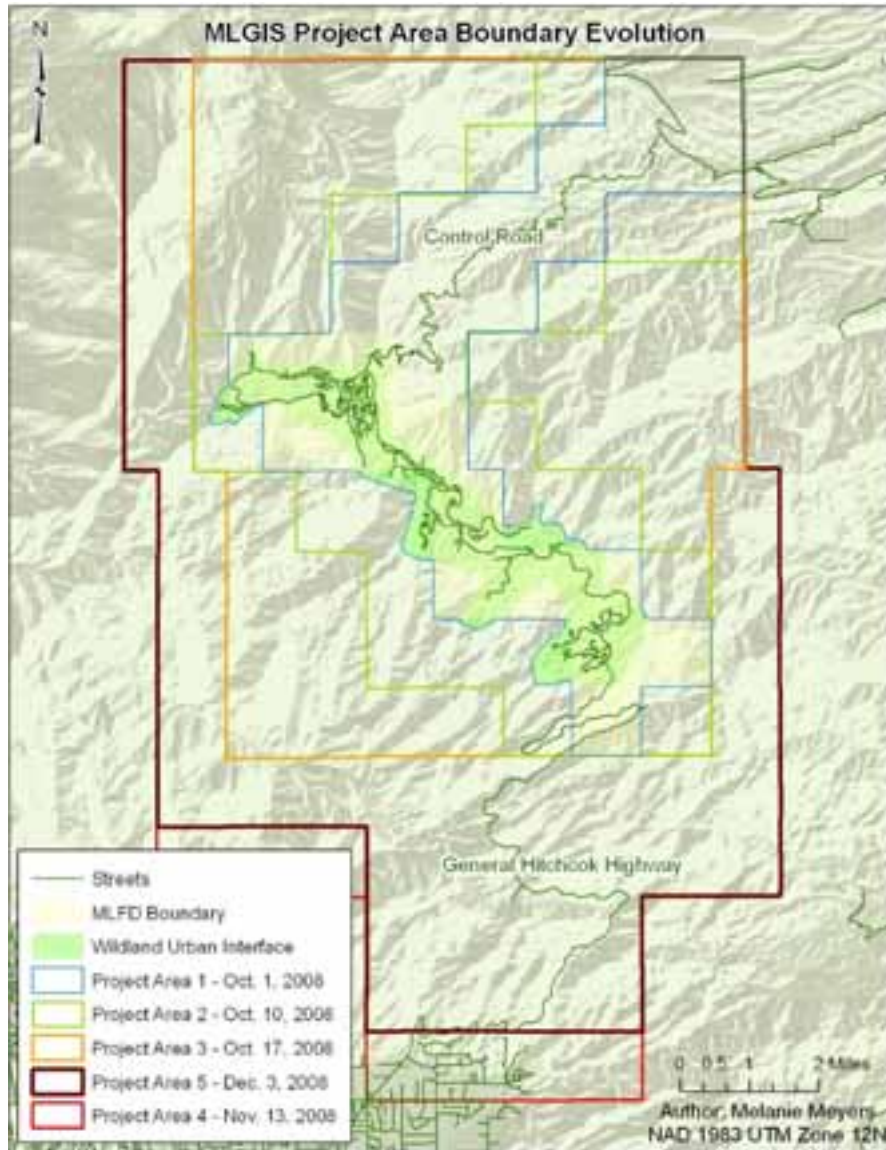 MLGIS Project Area Boundary Evolution
N
Control Road
General Hitchcock Highway
Streets
MLFD Boundary
Wildland Urban Interface
Project Area 1 - Oct. 1, 2008
Project Area 2 - Oct. 10, 2008
Project Area 3 - Oct. 17, 2008
Project Area 5 - Dec. 3, 2008
Project Area 4 - Nov. 13, 2008
0 0.5 1 2 Miles
Author: Melanie Meyers
NAD 1983 UTM Zone 12N